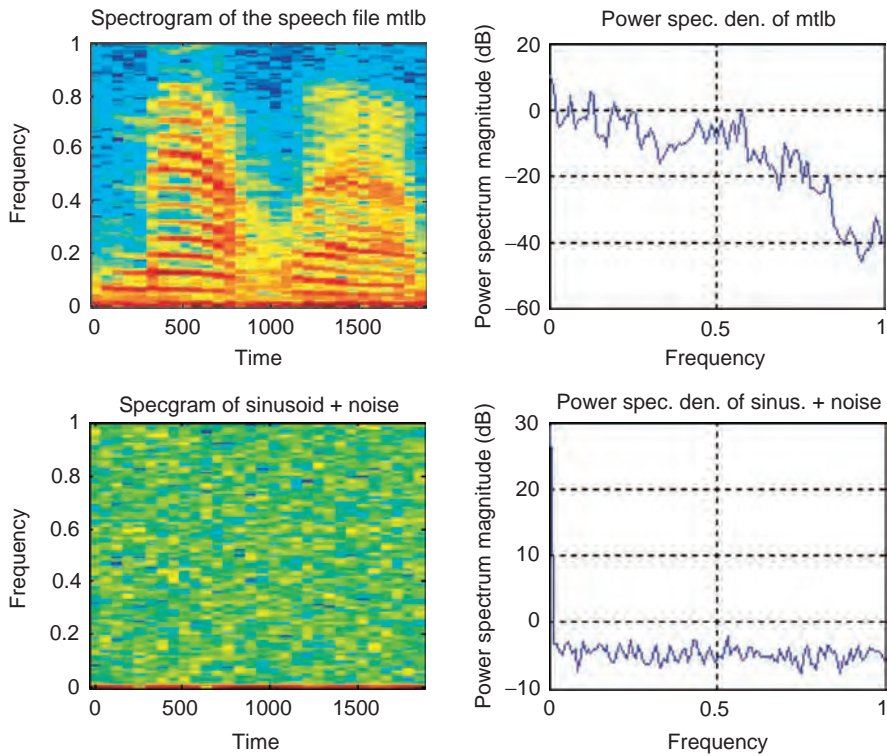 Spectrogram of the speech file mtlb
1
0.8
0.6
0.4
0.2
0
Frequency
0 500 1000 1500
Time
Power spec. den. of mtlb
20
0
−20
−40
−60
Power spectrum magnitude (dB)
0 0.5 1
Frequency
Specgram of sinusoid + noise
1
0.8
0.6
0.4
0.2
0
Frequency
0 500 1000 1500
Time
Power spec. den. of sinus. + noise
30
20
10
0
−10
Power spectrum magnitude (dB)
0 0.5 1
Frequency